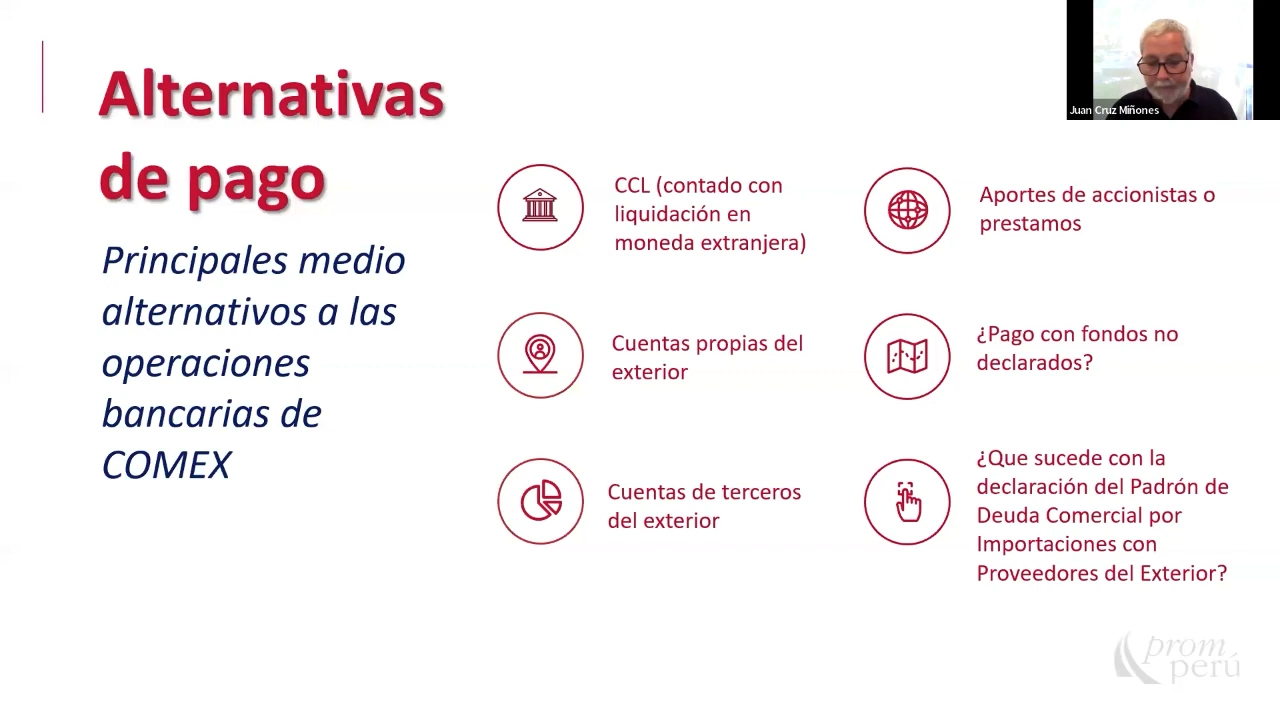 Alternativas
de pago
Principales medio
alternativos a las
operaciones
bancarias de
COMEX
CCL (contado con
liquidación en
moneda extranjera)
Cuentas propias del
exterior
Cuentas de terceros
del exterior
Aportes de accionistas o
prestamos
¿Pago con fondos no
declarados?
¿Que sucede con la
declaración del Padrón de
Deuda Comercial por
Importaciones con
Proveedores del Exterior?
Juan Cruz Miñones
prom
perú